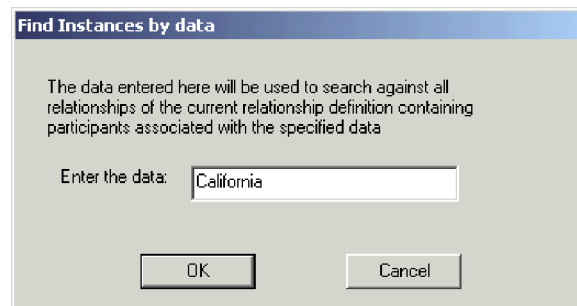 Find Instances by data
The data entered here will be used to search against all
relationships of the current relationship definition containing
participants associated with the specified data
Enter the data: California
OK Cancel